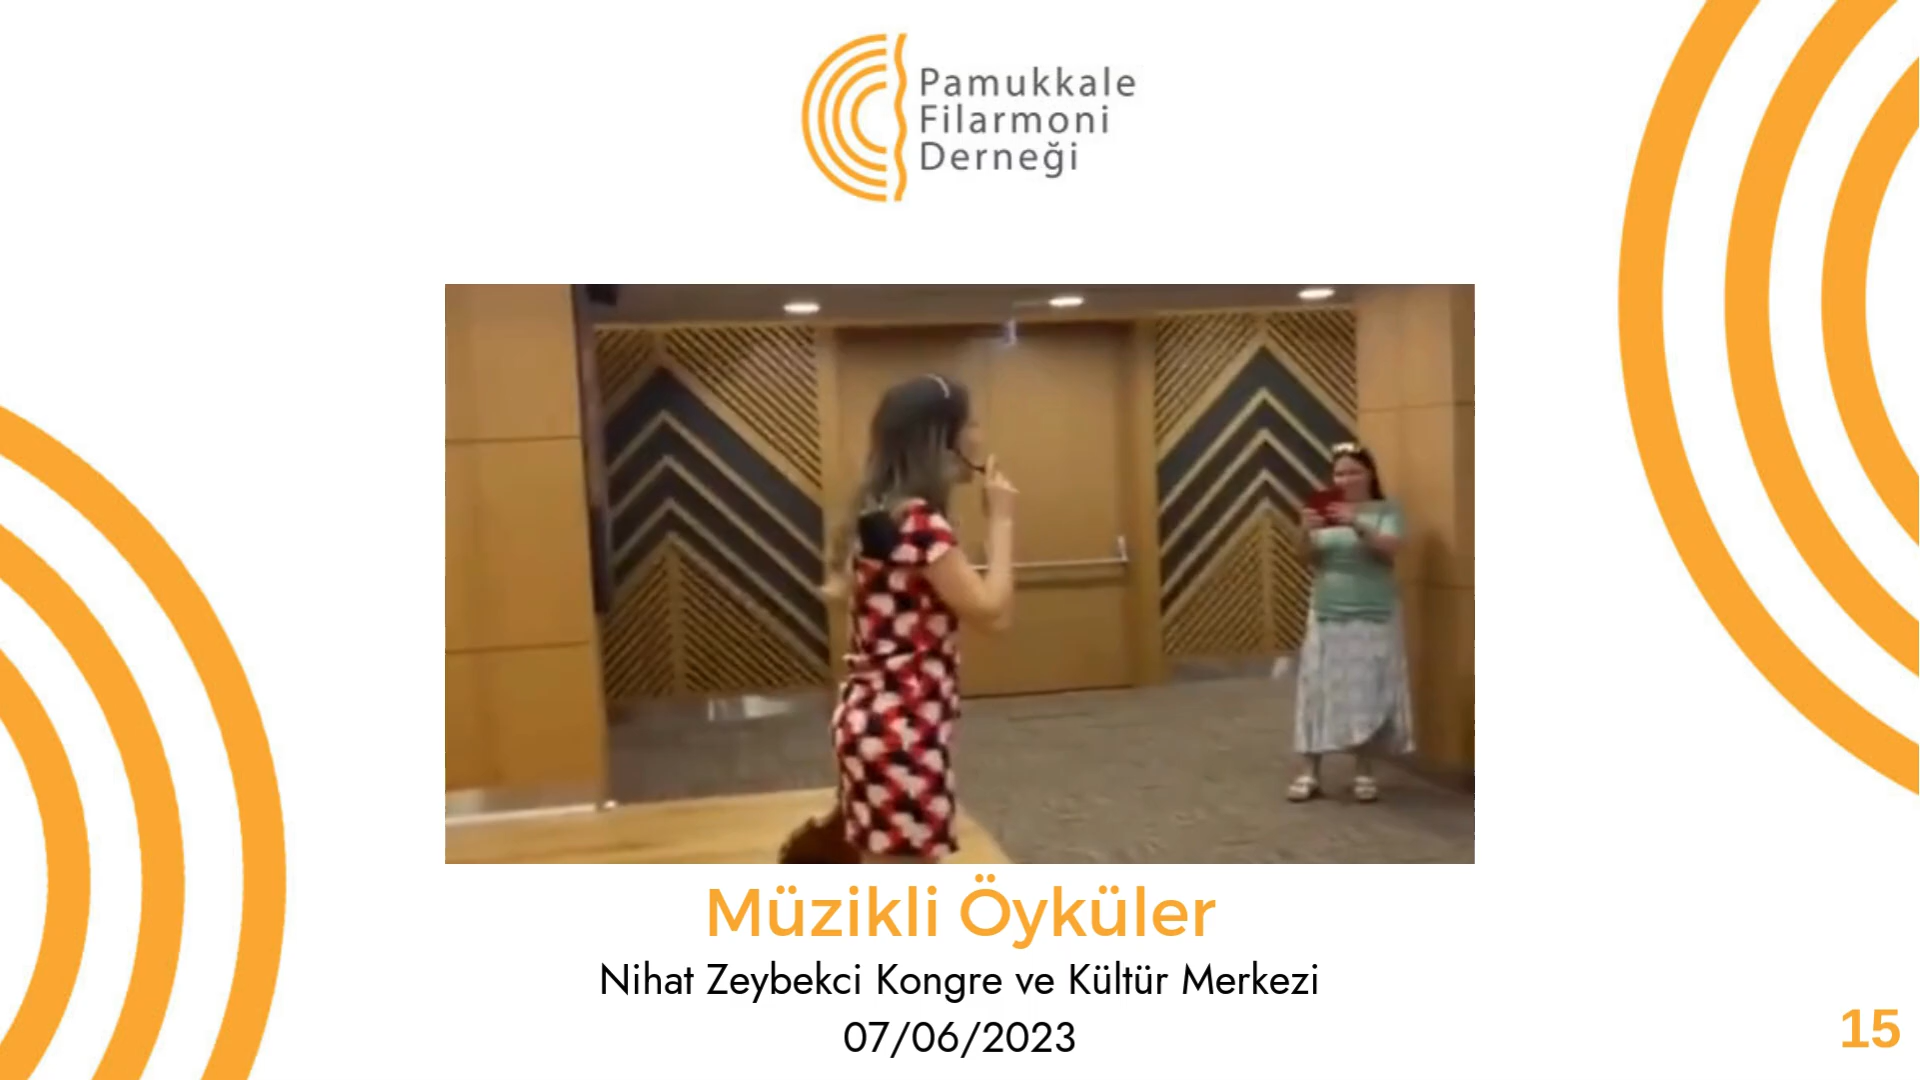 Pamukkale
Filarmoni
Derneği
Müzikli Öyküler
Nihat Zeybekci Kongre ve Kültür Merkezi
07/06/2023
15